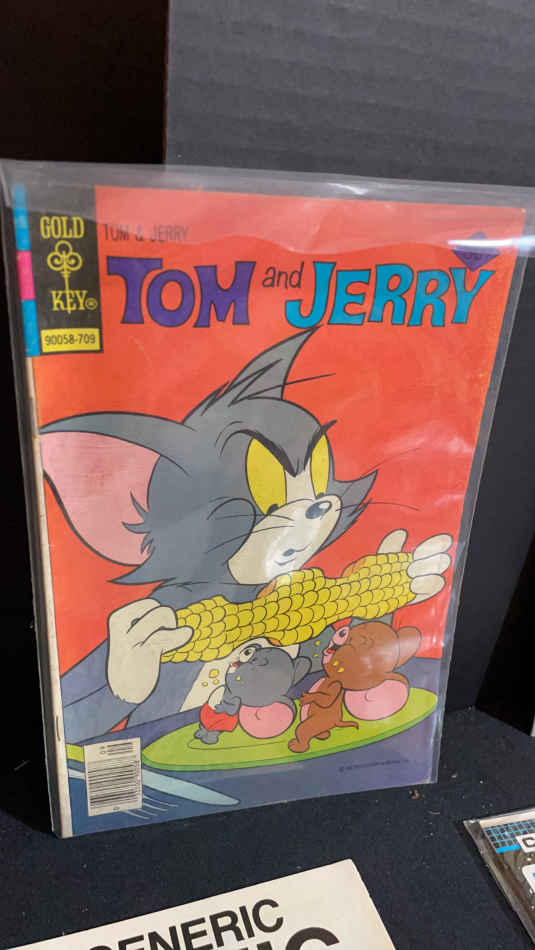 GOLD
KEY®
90058-709
TOM & JERRY
TOM and JERRY
GENERIC